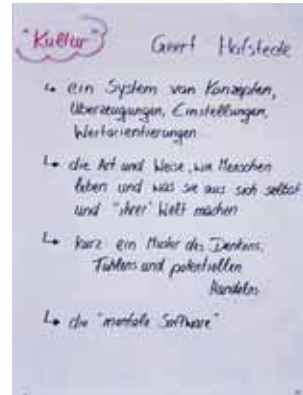 "Kultur" Geert Hofstede
↳ ein System von Konzepten,
Überzeugungen, Einstellungen,
Wertorientierungen
↳ die Art und Weise, wie Menschen
leben und was sie aus sich selbst
und "ihrer" Welt machen
↳ kurz ein Muster des Denkens,
Fühlens und potentiellen
Handelns
↳ die "mentale Software"